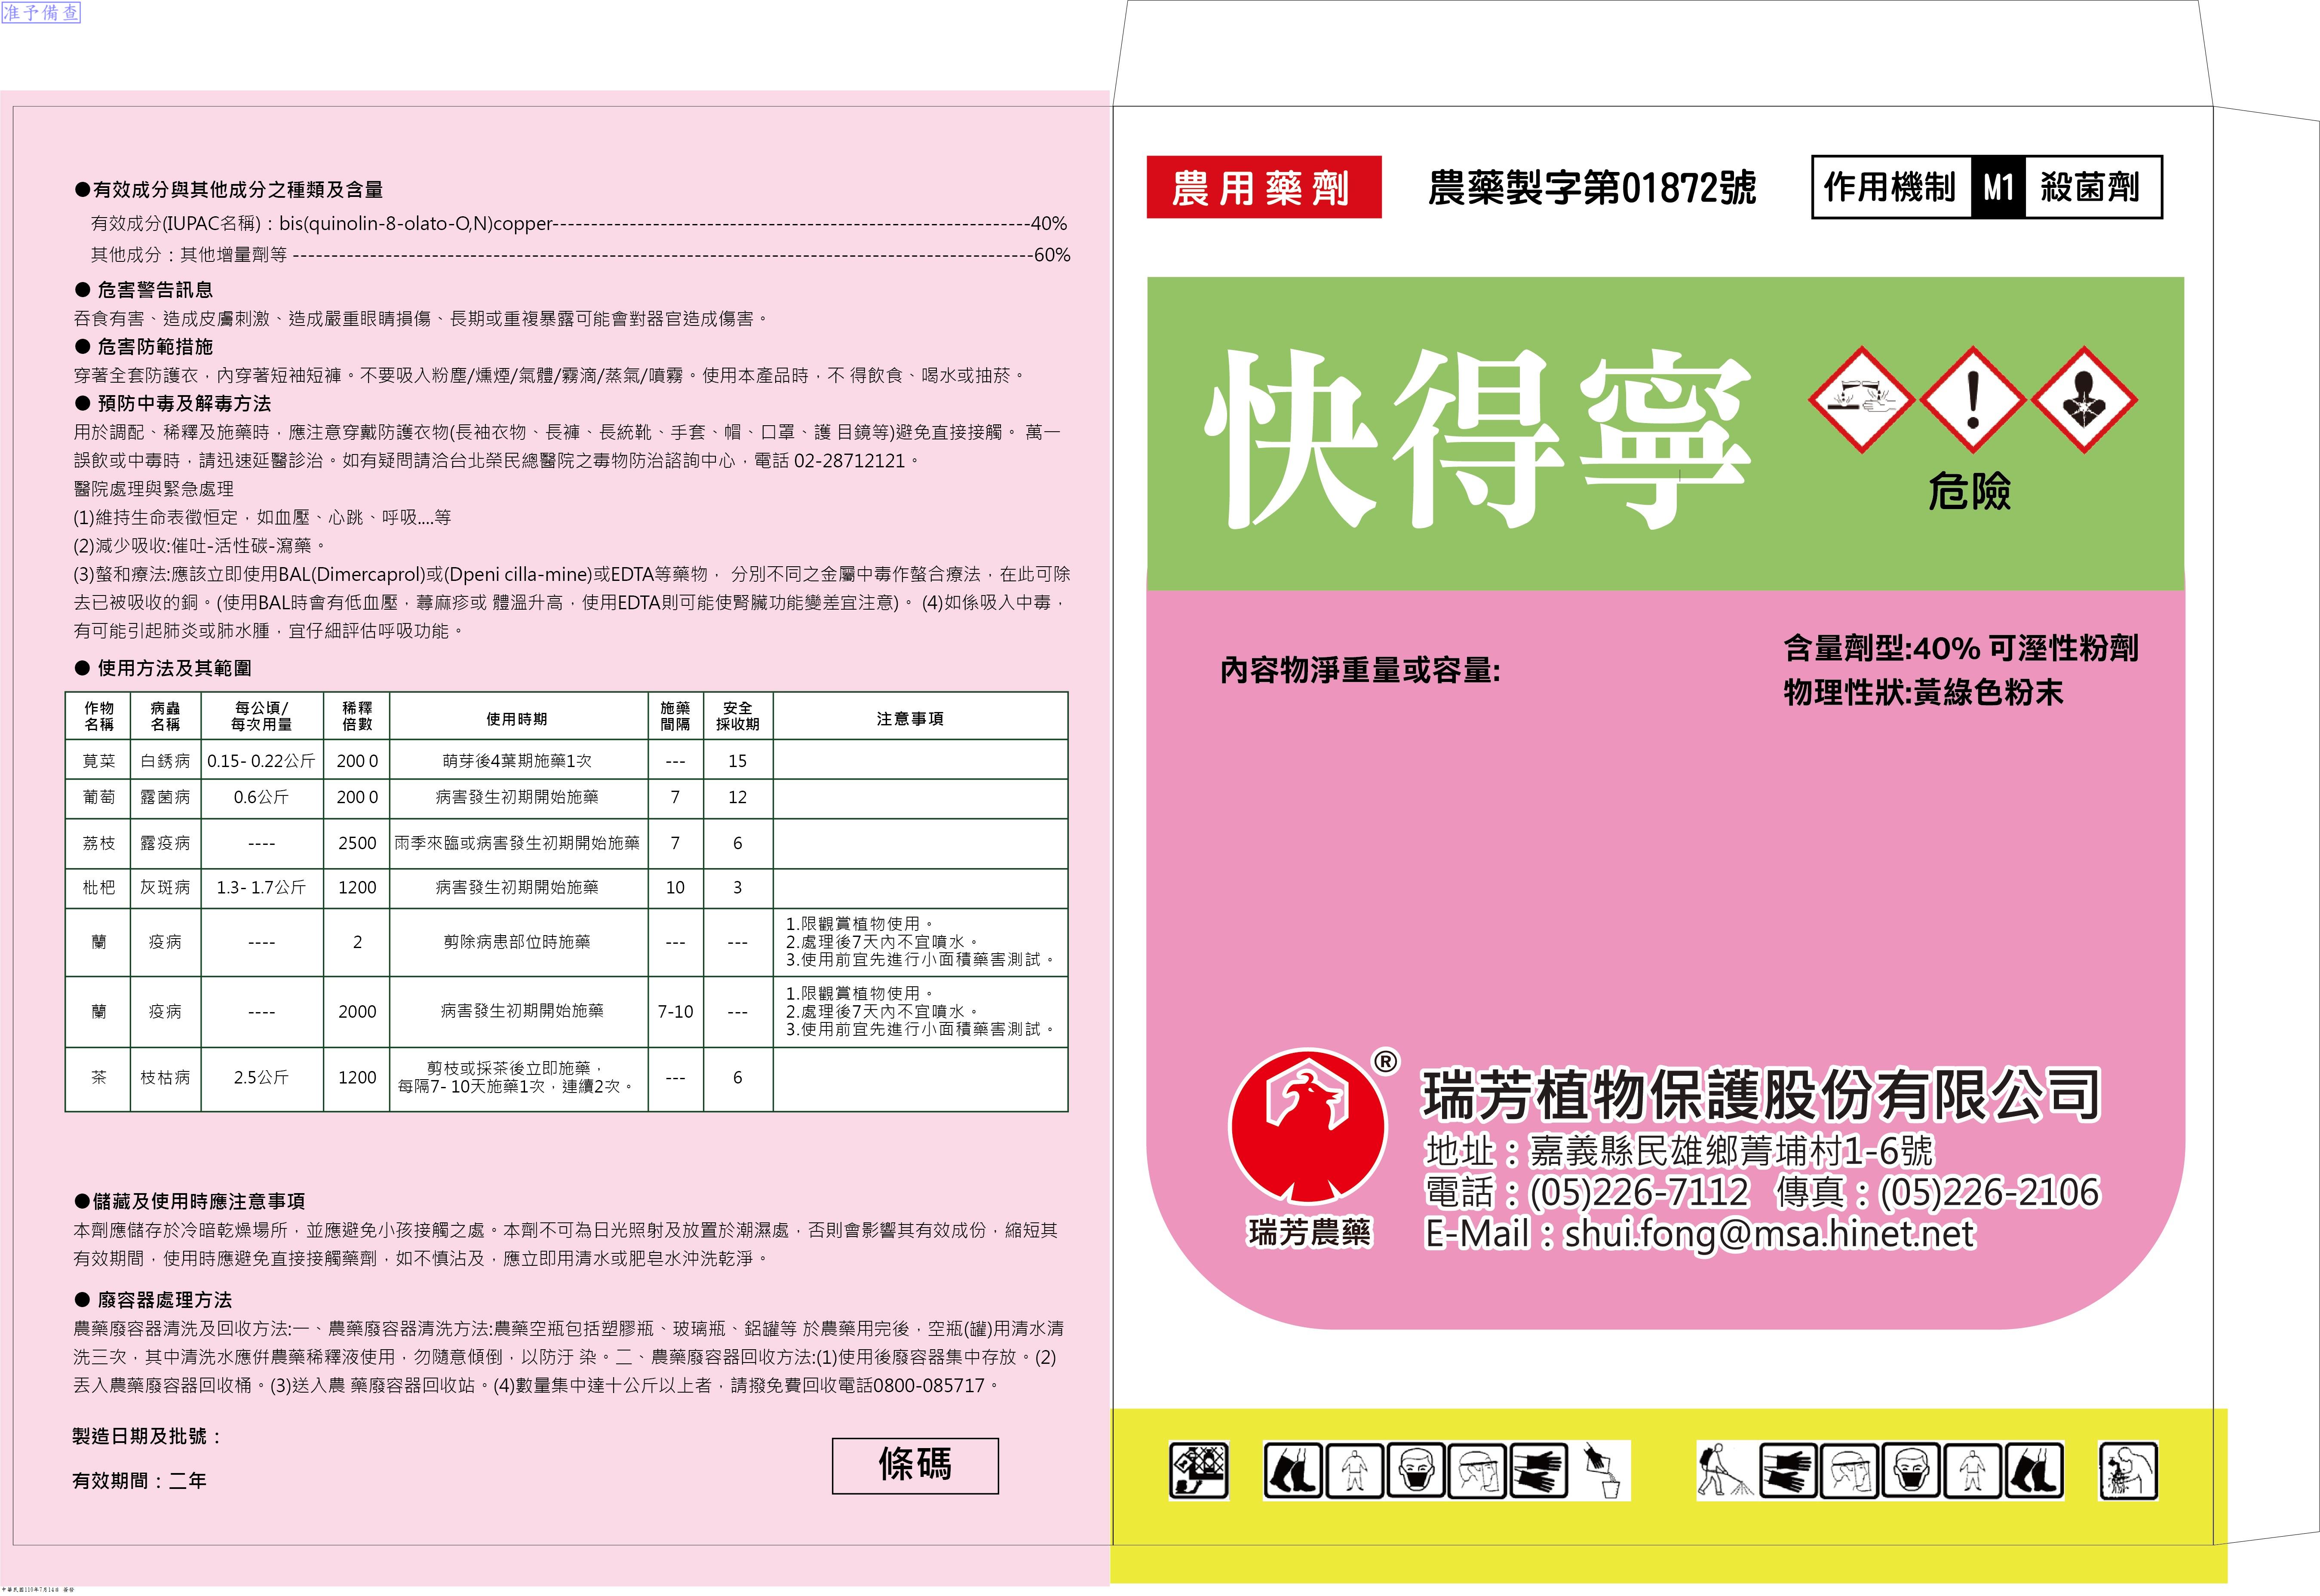 准予備查
●有效成分與其他成分之種類及含量
有效成分(IUPAC名稱)：bis(quinolin-8-olato-O,N)copper--------------------------------------------------------------40%
其他成分：其他增量劑等 ------------------------------------------------------------------------------------------------60%
● 危害警告訊息
吞食有害、造成皮膚刺激、造成嚴重眼睛損傷、長期或重複暴露可能會對器官造成傷害。
● 危害防範措施
穿著全套防護衣，內穿著短袖短褲。不要吸入粉塵/燻煙/氣體/霧滴/蒸氣/噴霧。使用本產品時，不 得飲食、喝水或抽菸。
● 預防中毒及解毒方法
用於調配、稀釋及施藥時，應注意穿戴防護衣物(長袖衣物、長褲、長統靴、手套、帽、口罩、護 目鏡等)避免直接接觸。 萬一
誤飲或中毒時，請迅速延醫診治。如有疑問請洽台北榮民總醫院之毒物防治諮詢中心，電話 02-28712121。
醫院處理與緊急處理
(1)維持生命表徵恒定，如血壓、心跳、呼吸....等
(2)減少吸收:催吐-活性碳-瀉藥。
(3)螯和療法:應該立即使用BAL(Dimercaprol)或(Dpeni cilla-mine)或EDTA等藥物， 分別不同之金屬中毒作螯合療法，在此可除
去已被吸收的銅。(使用BAL時會有低血壓，蕁麻疹或 體溫升高，使用EDTA則可能使腎臟功能變差宜注意)。 (4)如係吸入中毒，
有可能引起肺炎或肺水腫，宜仔細評估呼吸功能。
● 使用方法及其範圍
作物名稱 病蟲名稱 每公頃/每次用量 稀釋倍數 使用時期 施藥間隔 安全採收期 注意事項
莧菜 白銹病 0.15- 0.22公斤 200 0 萌芽後4葉期施藥1次 --- 15
葡萄 露菌病 0.6公斤 200 0 病害發生初期開始施藥 7 12
荔枝 露疫病 ---- 2500 雨季來臨或病害發生初期開始施藥 7 6
枇杷 灰斑病 1.3- 1.7公斤 1200 病害發生初期開始施藥 10 3
蘭 疫病 ---- 2 剪除病患部位時施藥 --- ---
1.限觀賞植物使用。
2.處理後7天內不宜噴水。
3.使用前宜先進行小面積藥害測試。
蘭 疫病 ---- 2000 病害發生初期開始施藥 7-10 ---
1.限觀賞植物使用。
2.處理後7天內不宜噴水。
3.使用前宜先進行小面積藥害測試。
茶 枝枯病 2.5公斤 1200 剪枝或採茶後立即施藥，
每隔7- 10天施藥1次，連續2次。 --- 6
●儲藏及使用時應注意事項
本劑應儲存於冷暗乾燥場所，並應避免小孩接觸之處。本劑不可為日光照射及放置於潮濕處，否則會影響其有效成份，縮短其
有效期間，使用時應避免直接接觸藥劑，如不慎沾及，應立即用清水或肥皂水沖洗乾淨。
● 廢容器處理方法
農藥廢容器清洗及回收方法:一、農藥廢容器清洗方法:農藥空瓶包括塑膠瓶、玻璃瓶、鋁罐等 於農藥用完後，空瓶(罐)用清水清
洗三次，其中清洗水應併農藥稀釋液使用，勿隨意傾倒，以防汙 染。二、農藥廢容器回收方法:(1)使用後廢容器集中存放。(2)
丟入農藥廢容器回收桶。(3)送入農 藥廢容器回收站。(4)數量集中達十公斤以上者，請撥免費回收電話0800-085717。
製造日期及批號：
有效期間：二年
條碼
農用藥劑
農藥製字第01872號
作用機制 M1 殺菌劑
快得寧
危險
內容物淨重量或容量:
含量劑型:40% 可溼性粉劑
物理性狀:黃綠色粉末
®
瑞芳農藥
瑞芳植物保護股份有限公司
地址：嘉義縣民雄鄉菁埔村1-6號
電話：(05)226-7112 傳真：(05)226-2106
E-Mail：shui.fong@msa.hinet.net